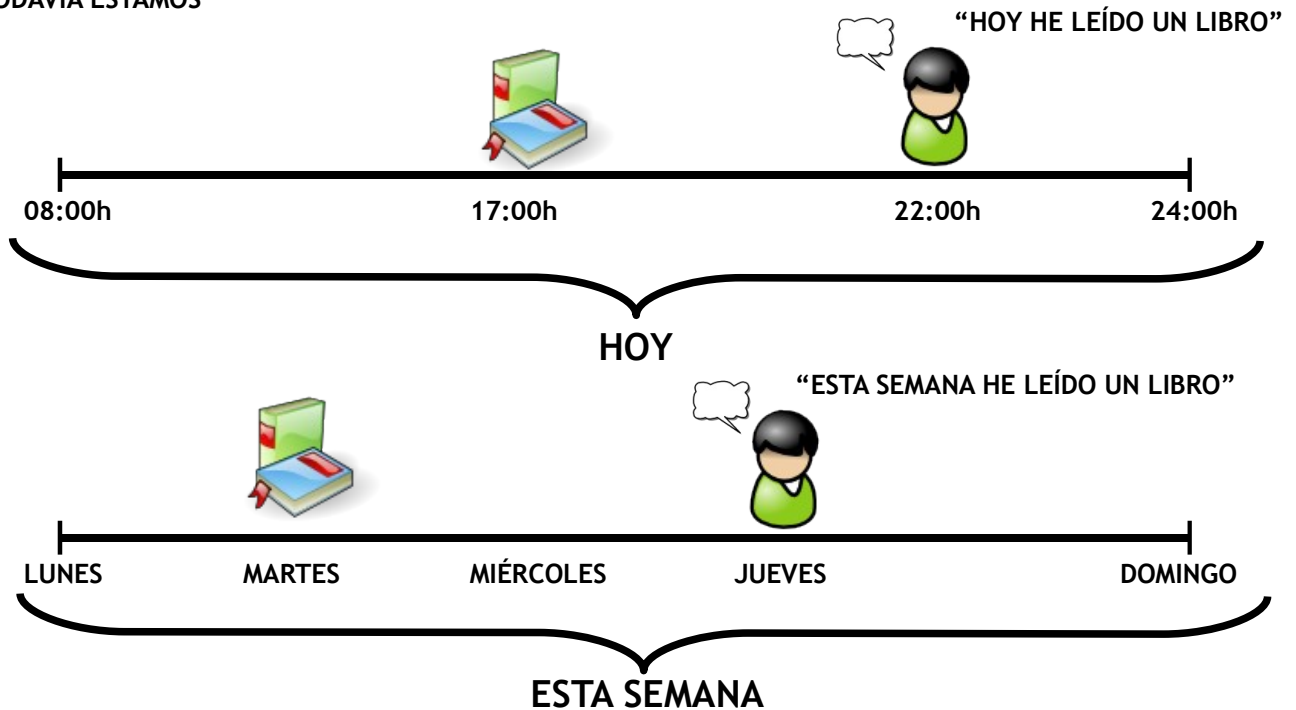 ODAVÍA ESTAMOS
“HOY HE LEÍDO UN LIBRO”
08:00h 17:00h 22:00h 24:00h
HOY
“ESTA SEMANA HE LEÍDO UN LIBRO”
LUNES MARTES MIÉRCOLES JUEVES DOMINGO
ESTA SEMANA